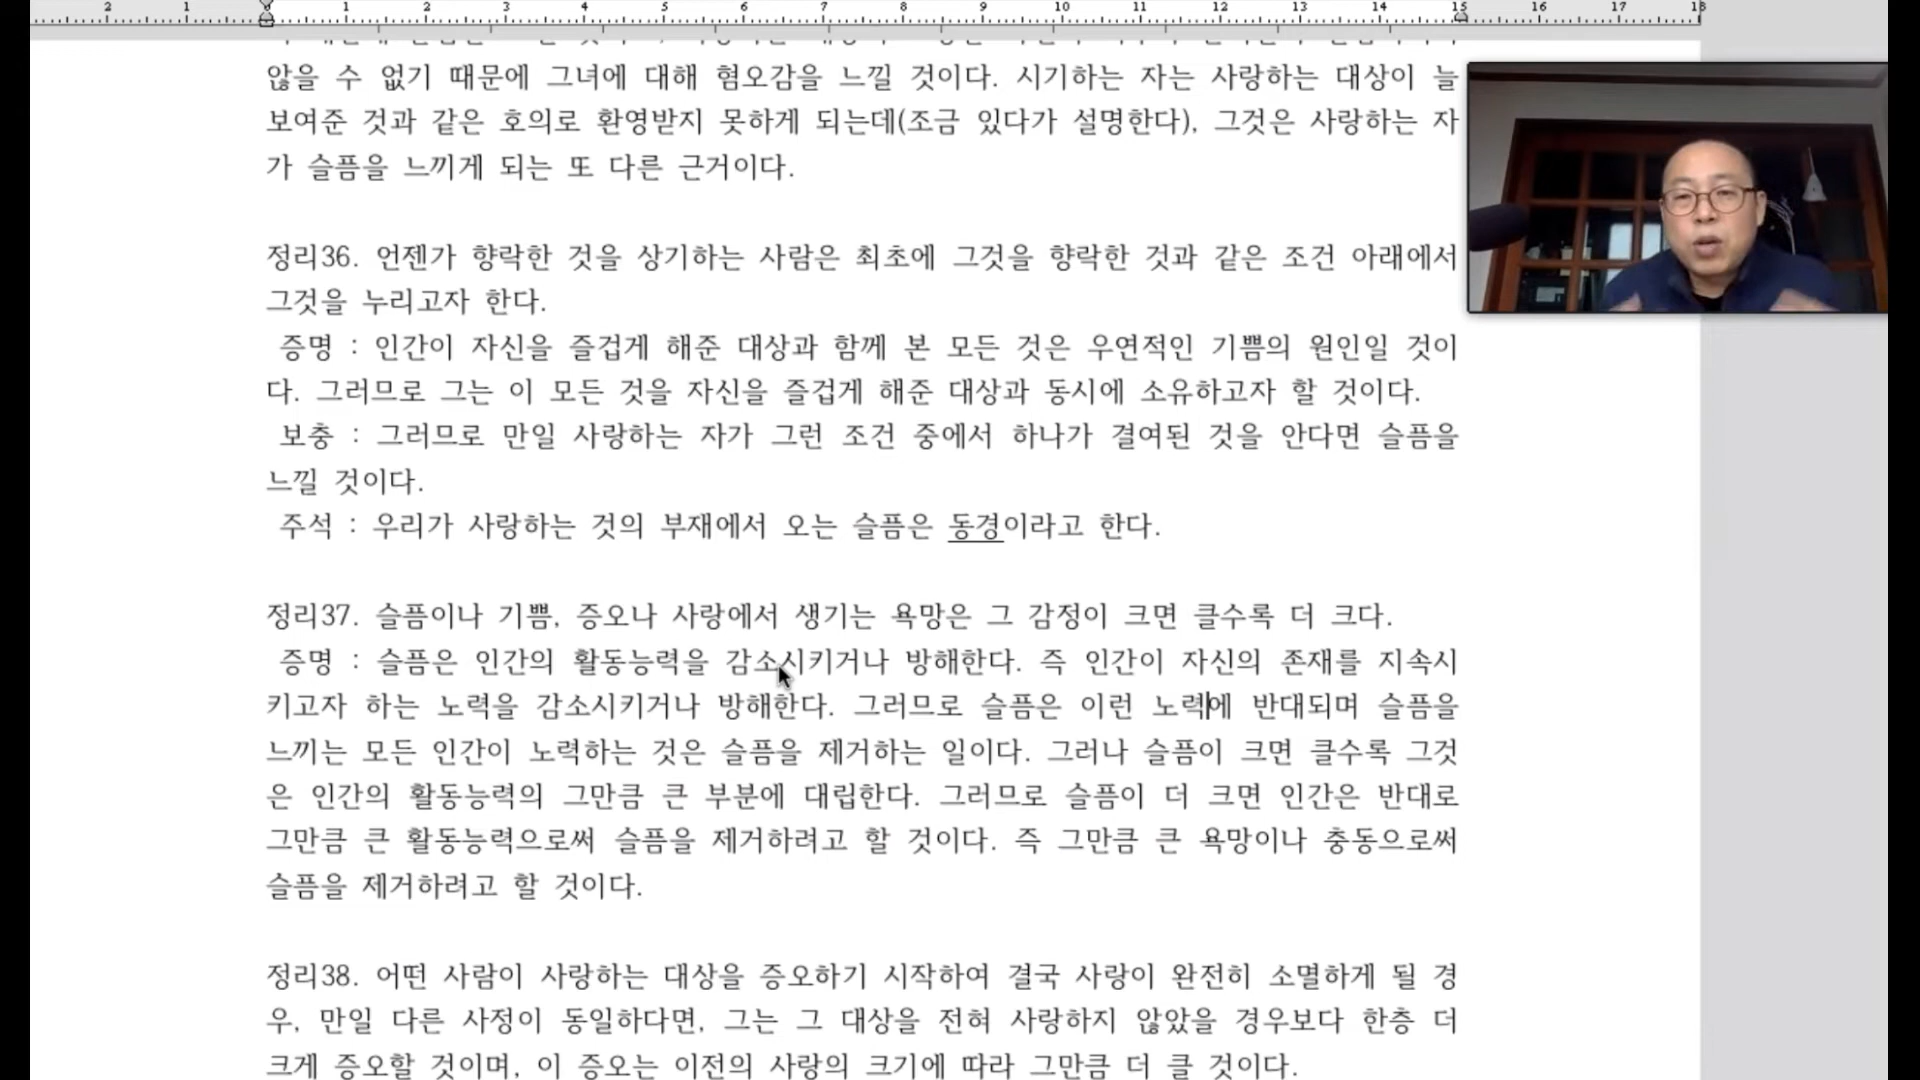 2 1 1 2 3 4 5 6 7 8 9 10 11 12 13 14 15 16 17 18
않을 수 없기 때문에 그녀에 대해 혐오감을 느낄 것이다. 시기하는 자는 사랑하는 대상이 늘
보여준 것과 같은 호의로 환영받지 못하게 되는데(조금 있다가 설명한다), 그것은 사랑하는 자
가 슬픔을 느끼게 되는 또 다른 근거이다.
정리36. 언젠가 향락한 것을 상기하는 사람은 최초에 그것을 향락한 것과 같은 조건 아래에서
그것을 누리고자 한다.
증명 : 인간이 자신을 즐겁게 해준 대상과 함께 본 모든 것은 우연적인 기쁨의 원인일 것이
다. 그러므로 그는 이 모든 것을 자신을 즐겁게 해준 대상과 동시에 소유하고자 할 것이다.
보충 : 그러므로 만일 사랑하는 자가 그런 조건 중에서 하나가 결여된 것을 안다면 슬픔을
느낄 것이다.
주석 : 우리가 사랑하는 것의 부재에서 오는 슬픔은 동경이라고 한다.
정리37. 슬픔이나 기쁨, 증오나 사랑에서 생기는 욕망은 그 감정이 크면 클수록 더 크다.
증명 : 슬픔은 인간의 활동능력을 감소시키거나 방해한다. 즉 인간이 자신의 존재를 지속시
키고자 하는 노력을 감소시키거나 방해한다. 그러므로 슬픔은 이런 노력에 반대되며 슬픔을
느끼는 모든 인간이 노력하는 것은 슬픔을 제거하는 일이다. 그러나 슬픔이 크면 클수록 그것
은 인간의 활동능력의 그만큼 큰 부분에 대립한다. 그러므로 슬픔이 더 크면 인간은 반대로
그만큼 큰 활동능력으로써 슬픔을 제거하려고 할 것이다. 즉 그만큼 큰 욕망이나 충동으로써
슬픔을 제거하려고 할 것이다.
정리38. 어떤 사람이 사랑하는 대상을 증오하기 시작하여 결국 사랑이 완전히 소멸하게 될 경
우, 만일 다른 사정이 동일하다면, 그는 그 대상을 전혀 사랑하지 않았을 경우보다 한층 더
크게 증오할 것이며, 이 증오는 이전의 사랑의 크기에 따라 그만큼 더 클 것이다.